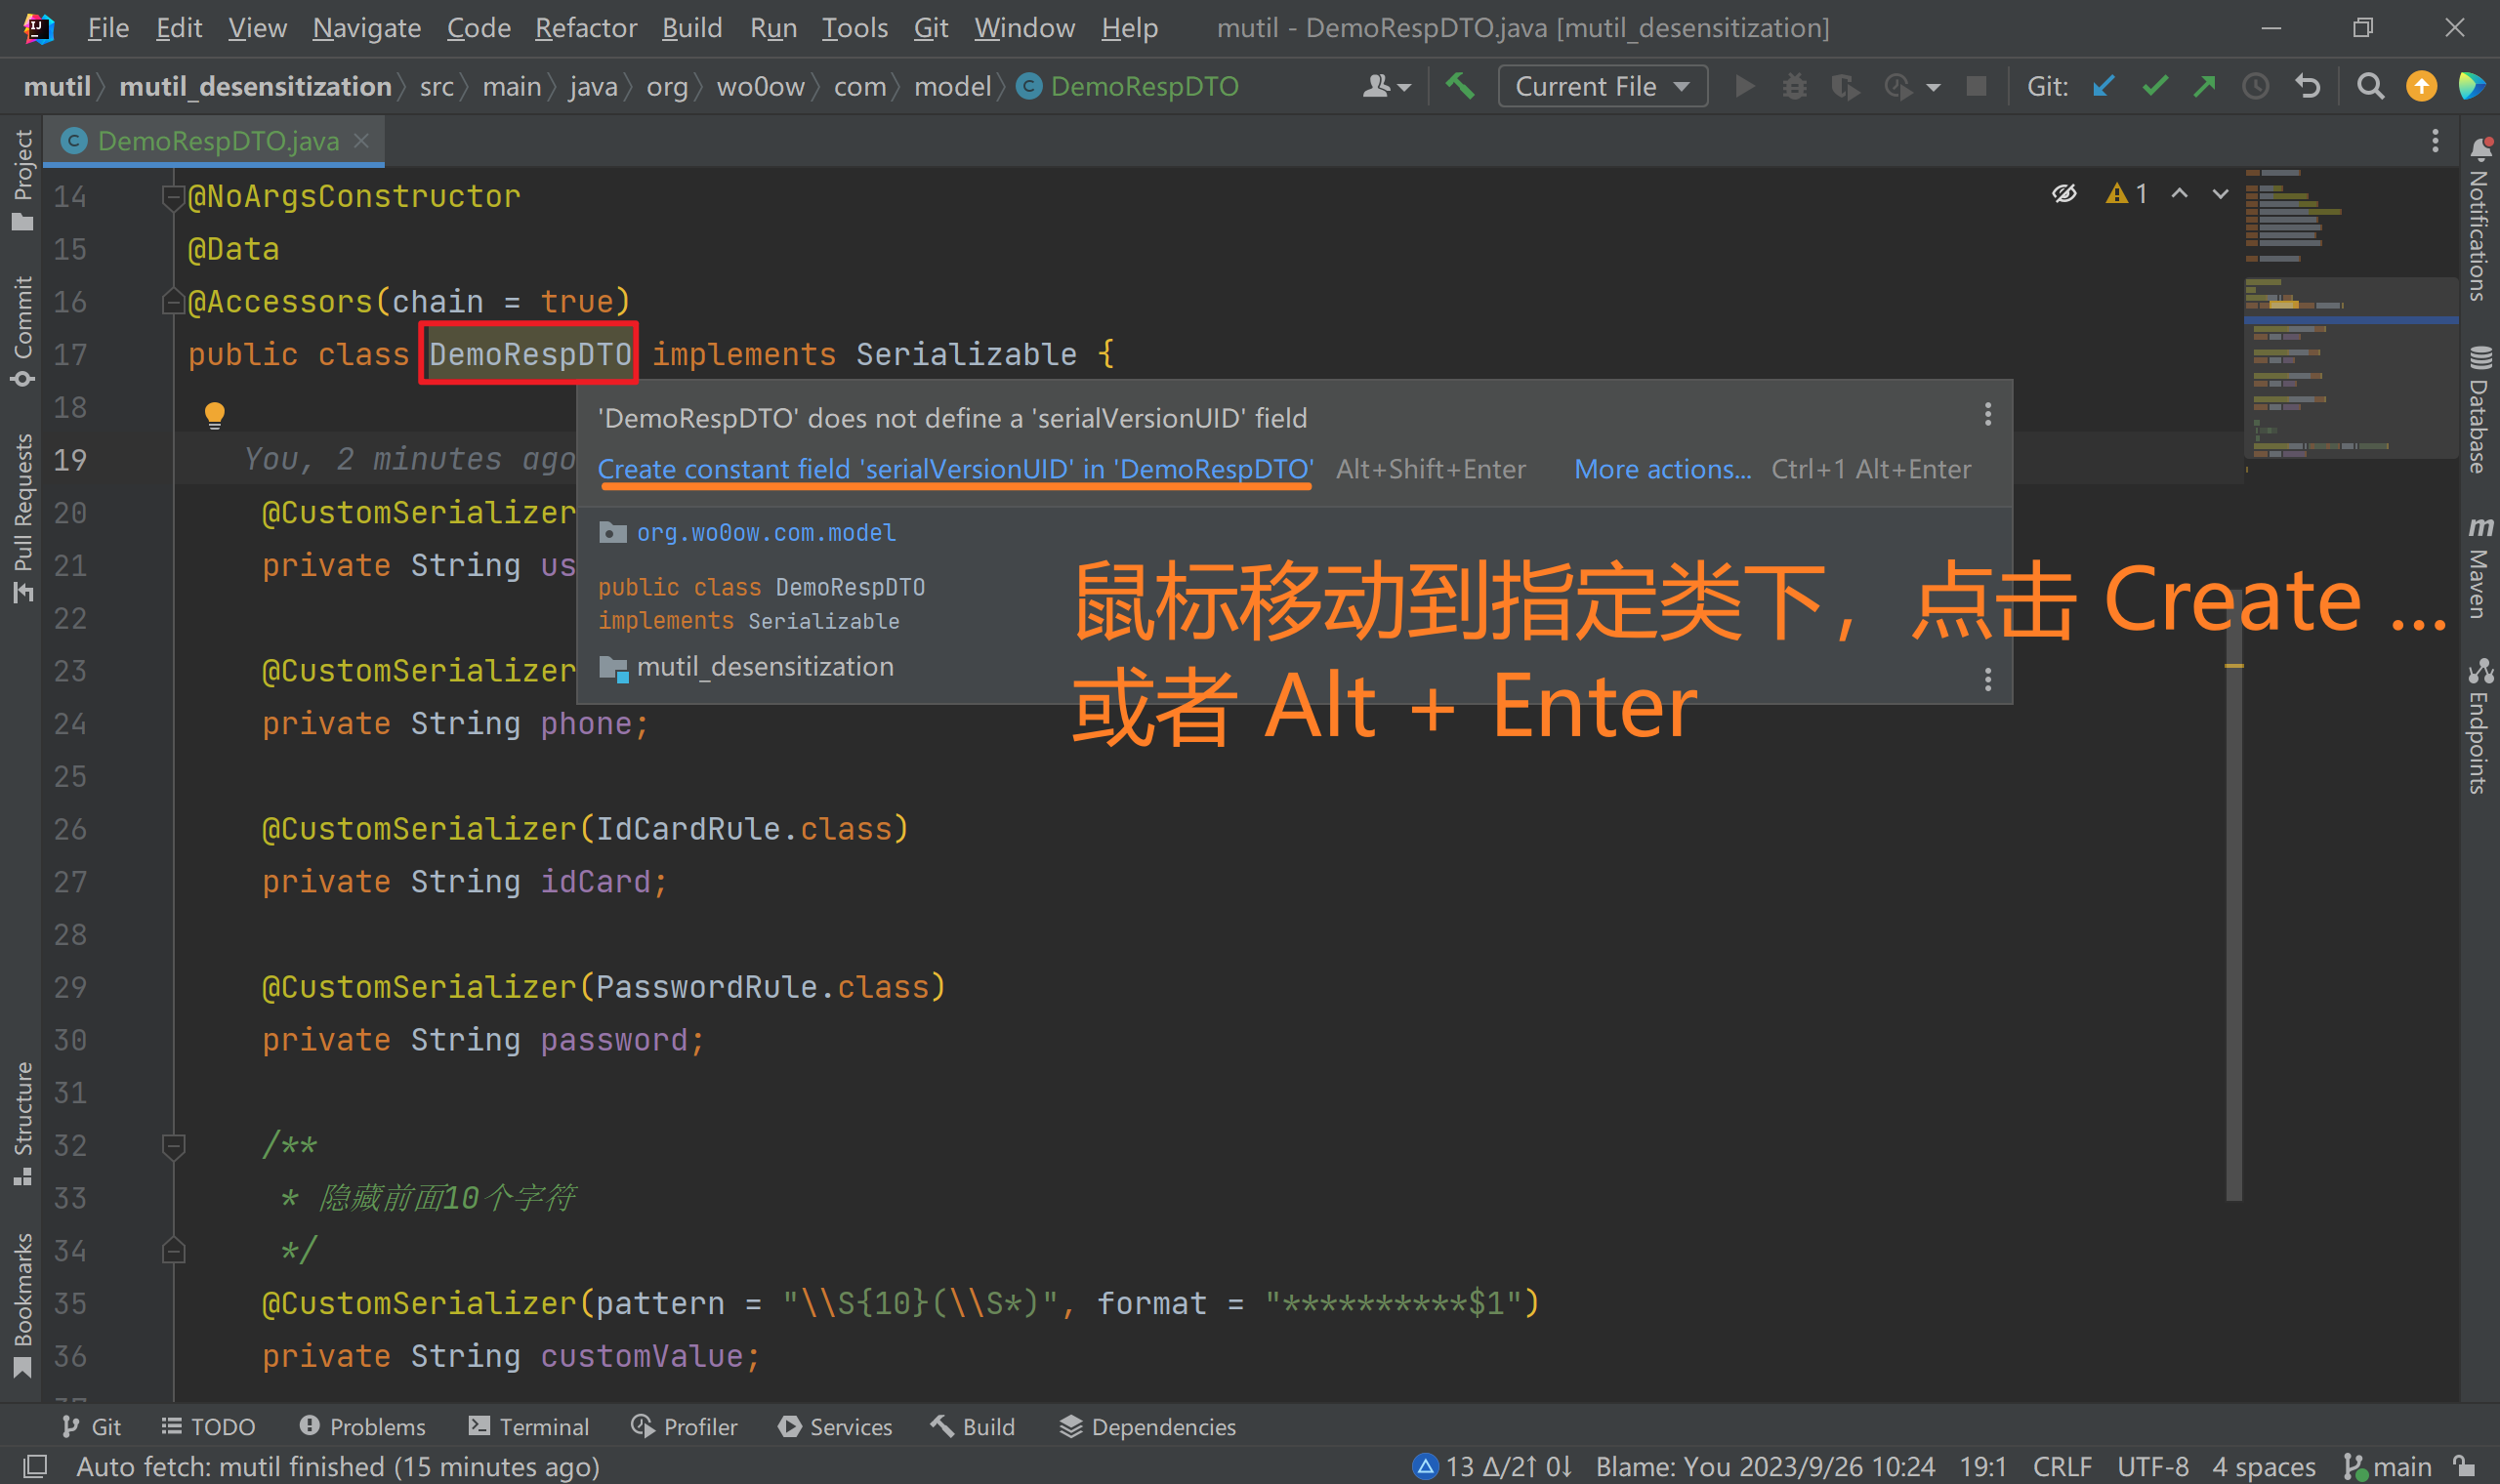 File Edit View Navigate Code Refactor Build Run Tools Git Window Help mutil - DemoRespDTO.java [mutil_desensitization]
mutil mutil_desensitization src main java org wo0ow com model DemoRespDTO Current File Git:
DemoRespDTO.java
Project
Commit
Pull Requests
Structure
Bookmarks
14 @NoArgsConstructor
15 @Data
16 @Accessors(chain = true)
17 public class DemoRespDTO implements Serializable {
18
19 You, 2 minutes ago
20 @CustomSerializer
21 private String us
22
23 @CustomSerializer
24 private String phone;
25
26 @CustomSerializer(IdCardRule.class)
27 private String idCard;
28
29 @CustomSerializer(PasswordRule.class)
30 private String password;
31
32 /**
33 * 隐藏前面10个字符
34 */
35 @CustomSerializer(pattern = "\\S{10}(\\S*)", format = "**********$1")
36 private String customValue;
1
'DemoRespDTO' does not define a 'serialVersionUID' field
Create constant field 'serialVersionUID' in 'DemoRespDTO' Alt+Shift+Enter More actions... Ctrl+1 Alt+Enter
org.wo0ow.com.model
public class DemoRespDTO
implements Serializable
mutil_desensitization
鼠标移动到指定类下，点击 Create ...
或者 Alt + Enter
Notifications
Database
Maven
Endpoints
Git TODO Problems Terminal Profiler Services Build Dependencies
Auto fetch: mutil finished (15 minutes ago) 13 Δ/2↑ 0↓ Blame: You 2023/9/26 10:24 19:1 CRLF UTF-8 4 spaces main